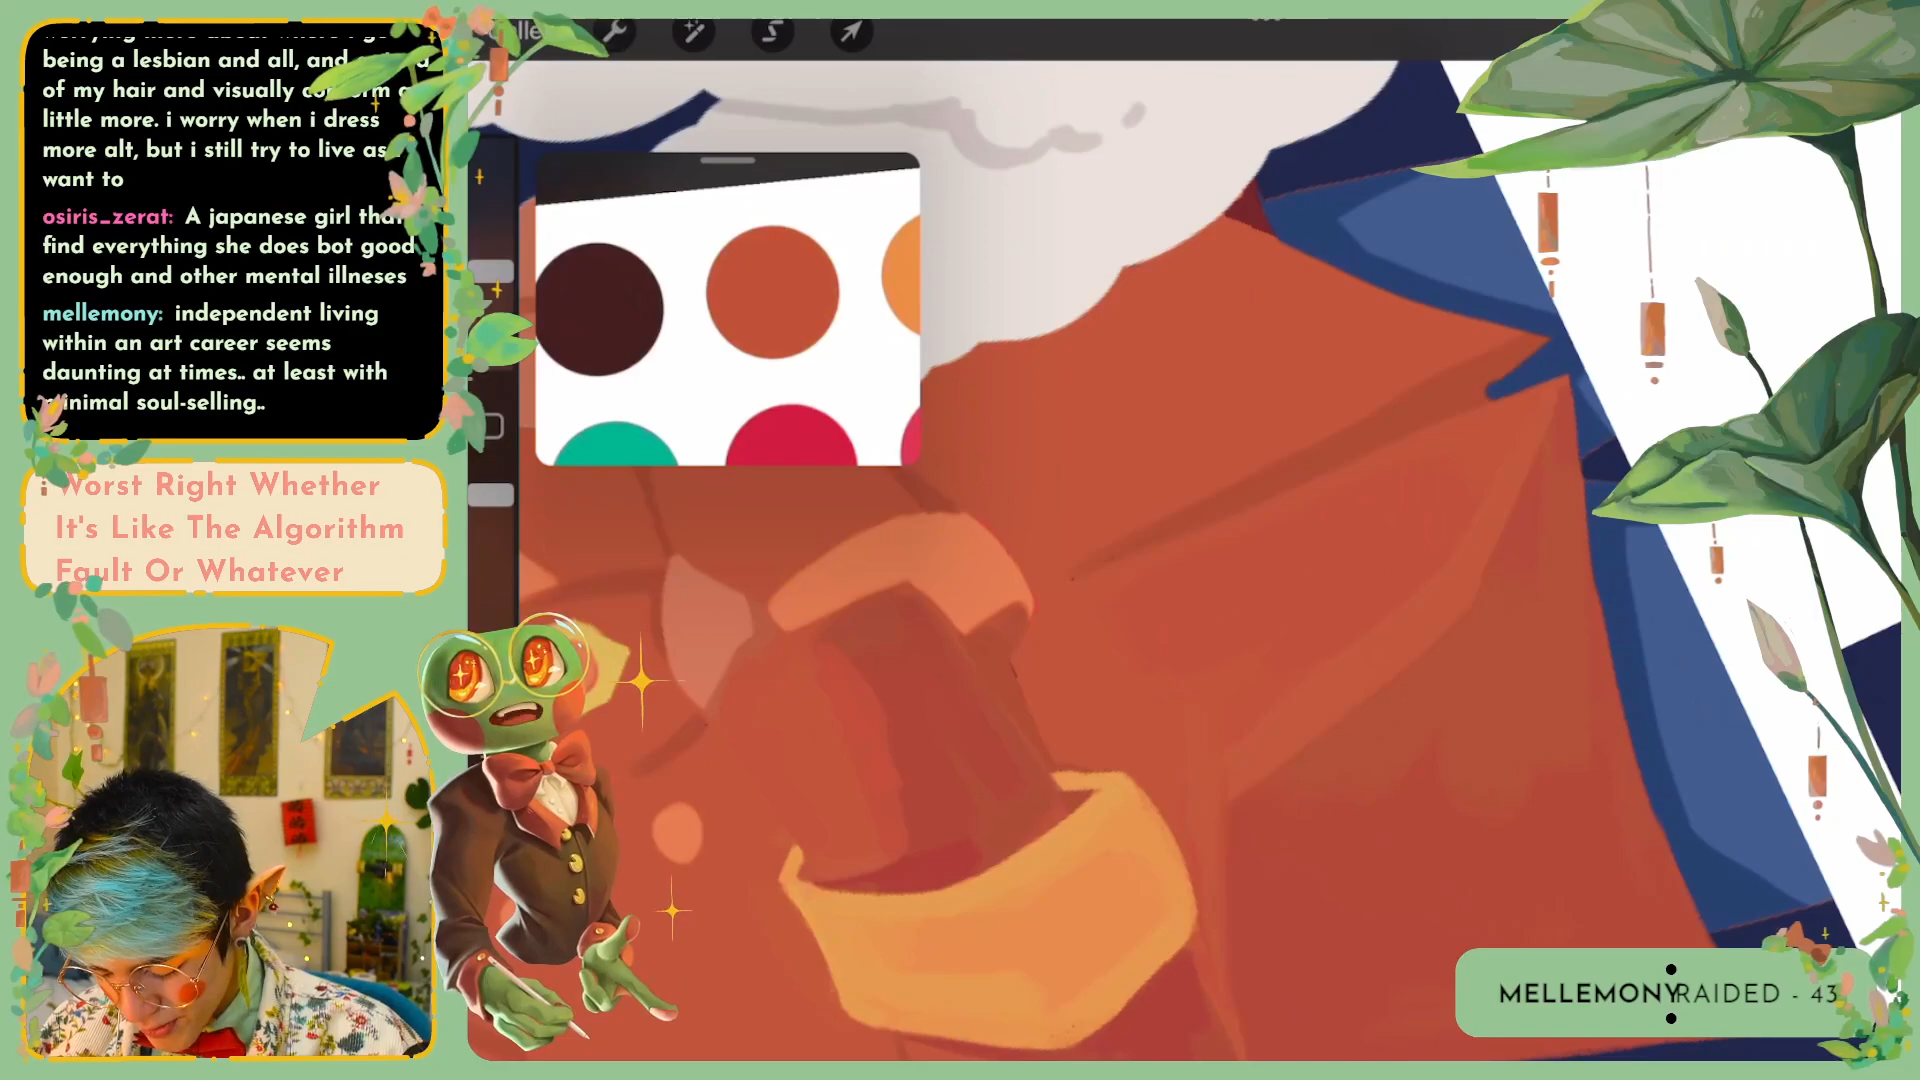 being a lesbian and all, and
of my hair and visually conform a
little more. i worry when i dress
more alt, but i still try to live as
want to
osiris_zerat: A japanese girl that
find everything she does bot good
enough and other mental illneses
mellemony: independent living
within an art career seems
daunting at times.. at least with
minimal soul-selling..
Worst Right Whether
It's Like The Algorithm
Fault Or Whatever
MELLEMONY RAIDED - 43